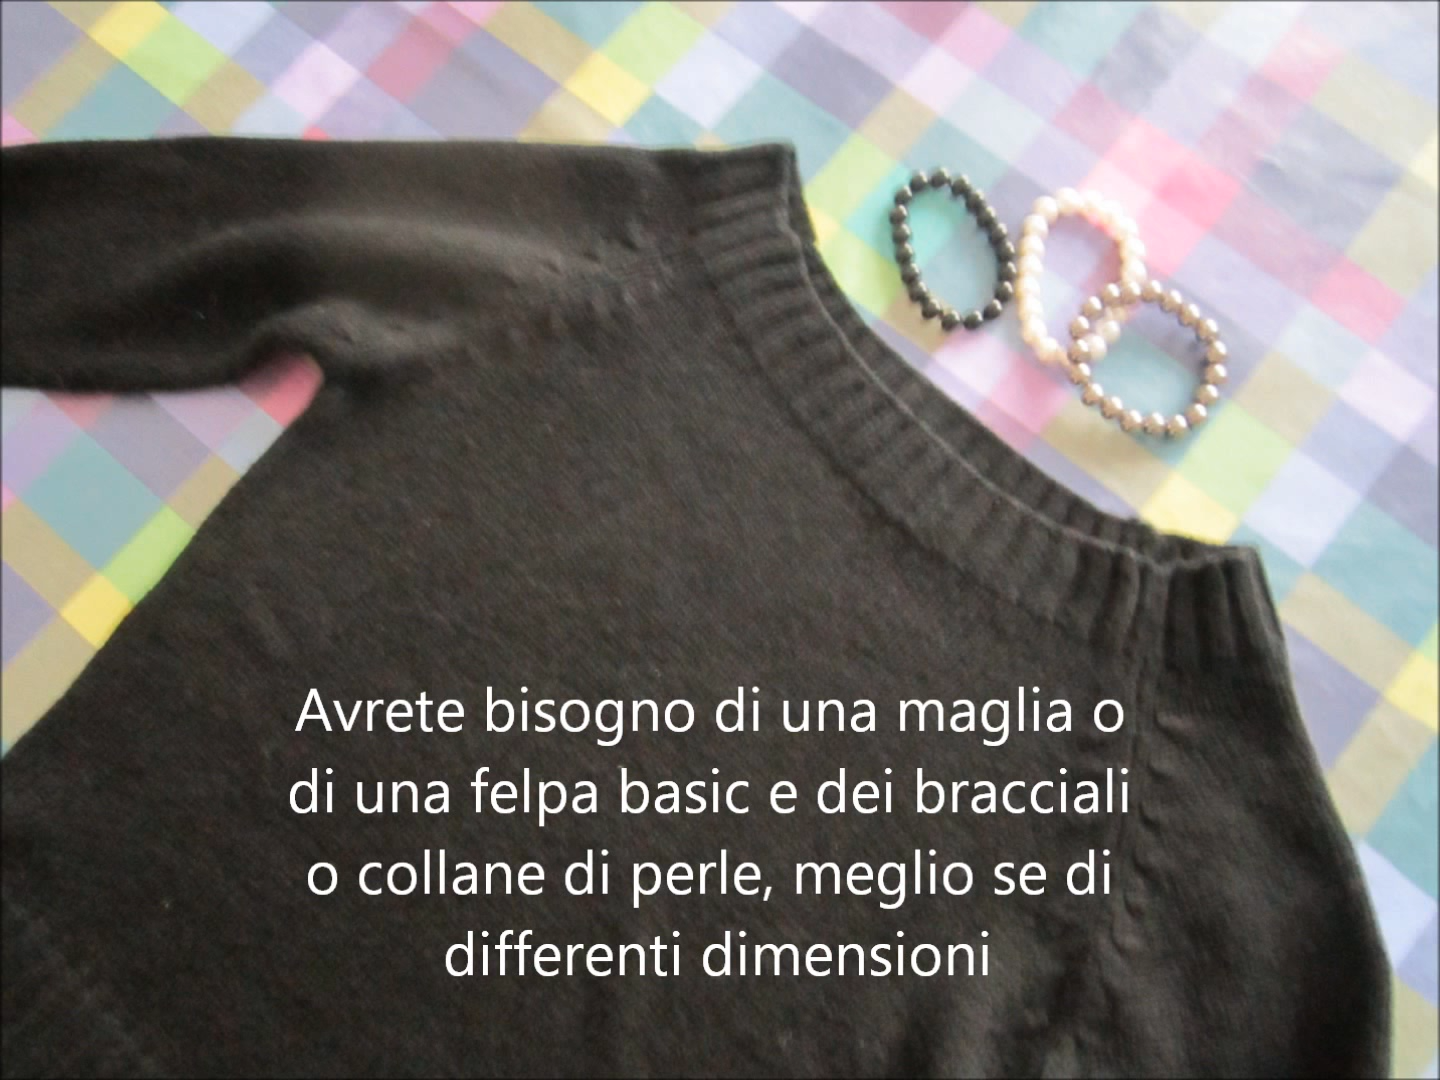 Avrete bisogno di una maglia o
di una felpa basic e dei bracciali
o collane di perle, meglio se di
differenti dimensioni